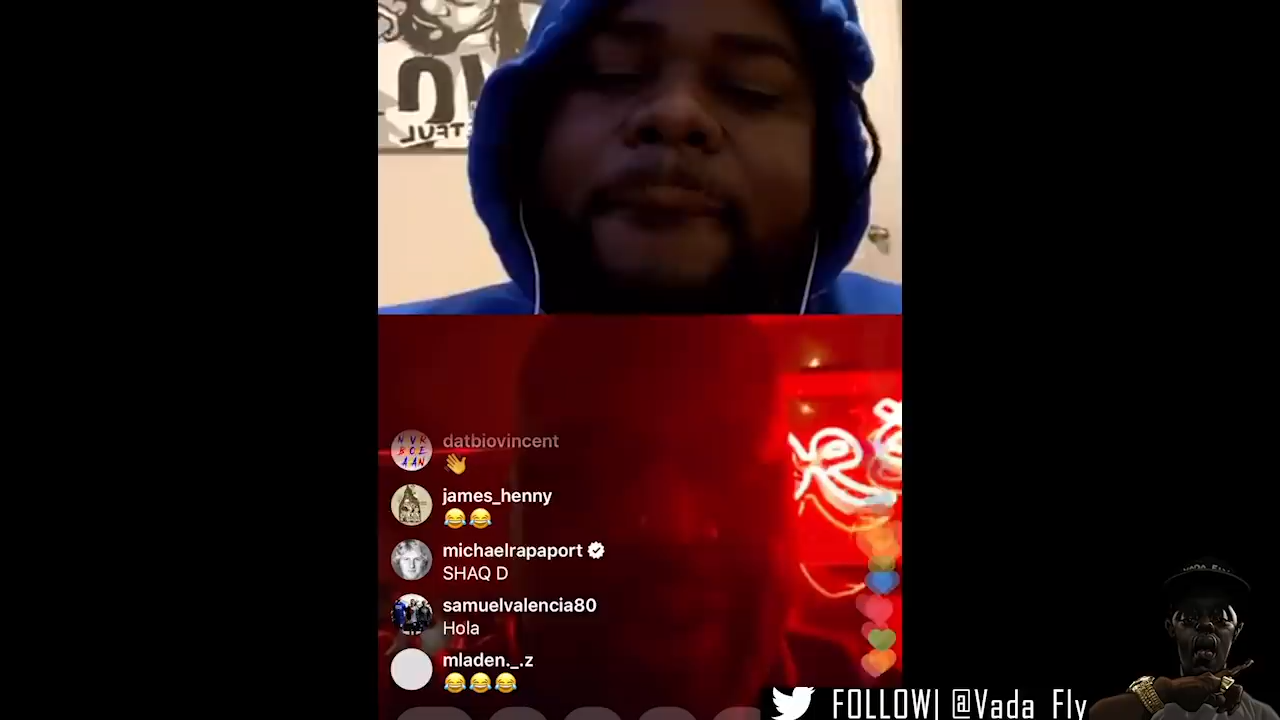 datbiovincent
👋
james_henny
😂😂
michaelrapaport
SHAQ D
samuelvalencia80
Hola
mladen._.z
😂😂😂
FOLLOW| @Vada_Fly